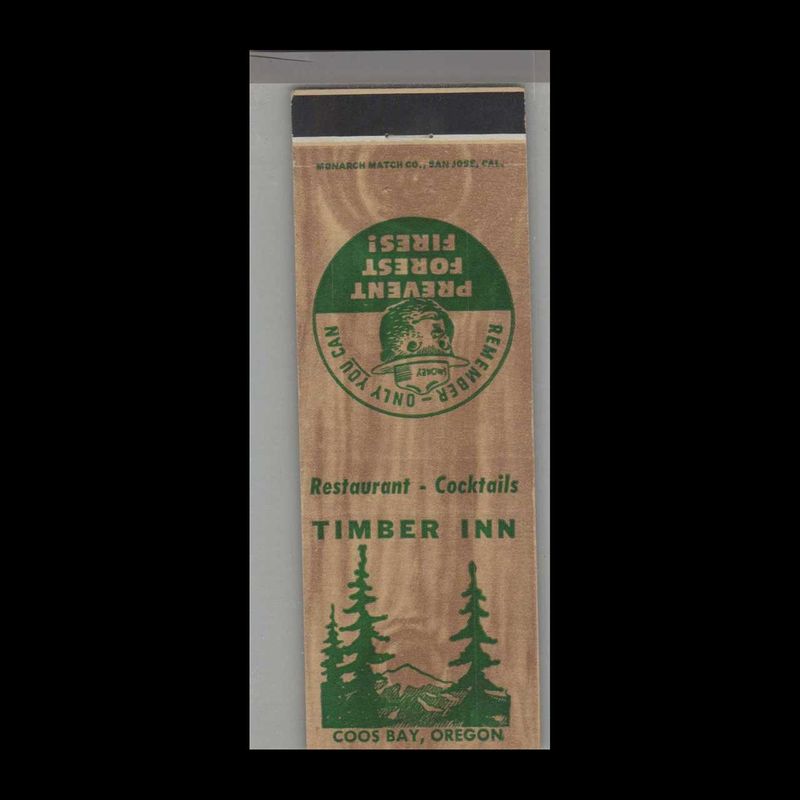 MONARCH MATCH CO., SAN JOSE, CAL.
REMEMBER - ONLY YOU CAN
PREVENT
FOREST
FIRES!
SMOKEY
Restaurant - Cocktails
TIMBER INN
COOS BAY, OREGON